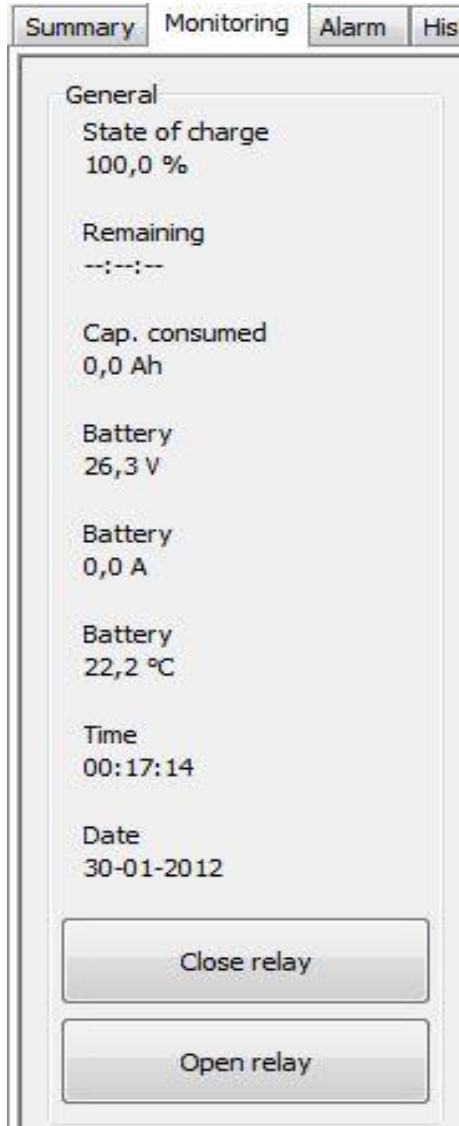 Summary Monitoring Alarm His
General
State of charge
100,0 %
Remaining
--:--:--
Cap. consumed
0,0 Ah
Battery
26,3 V
Battery
0,0 A
Battery
22,2 °C
Time
00:17:14
Date
30-01-2012
Close relay
Open relay